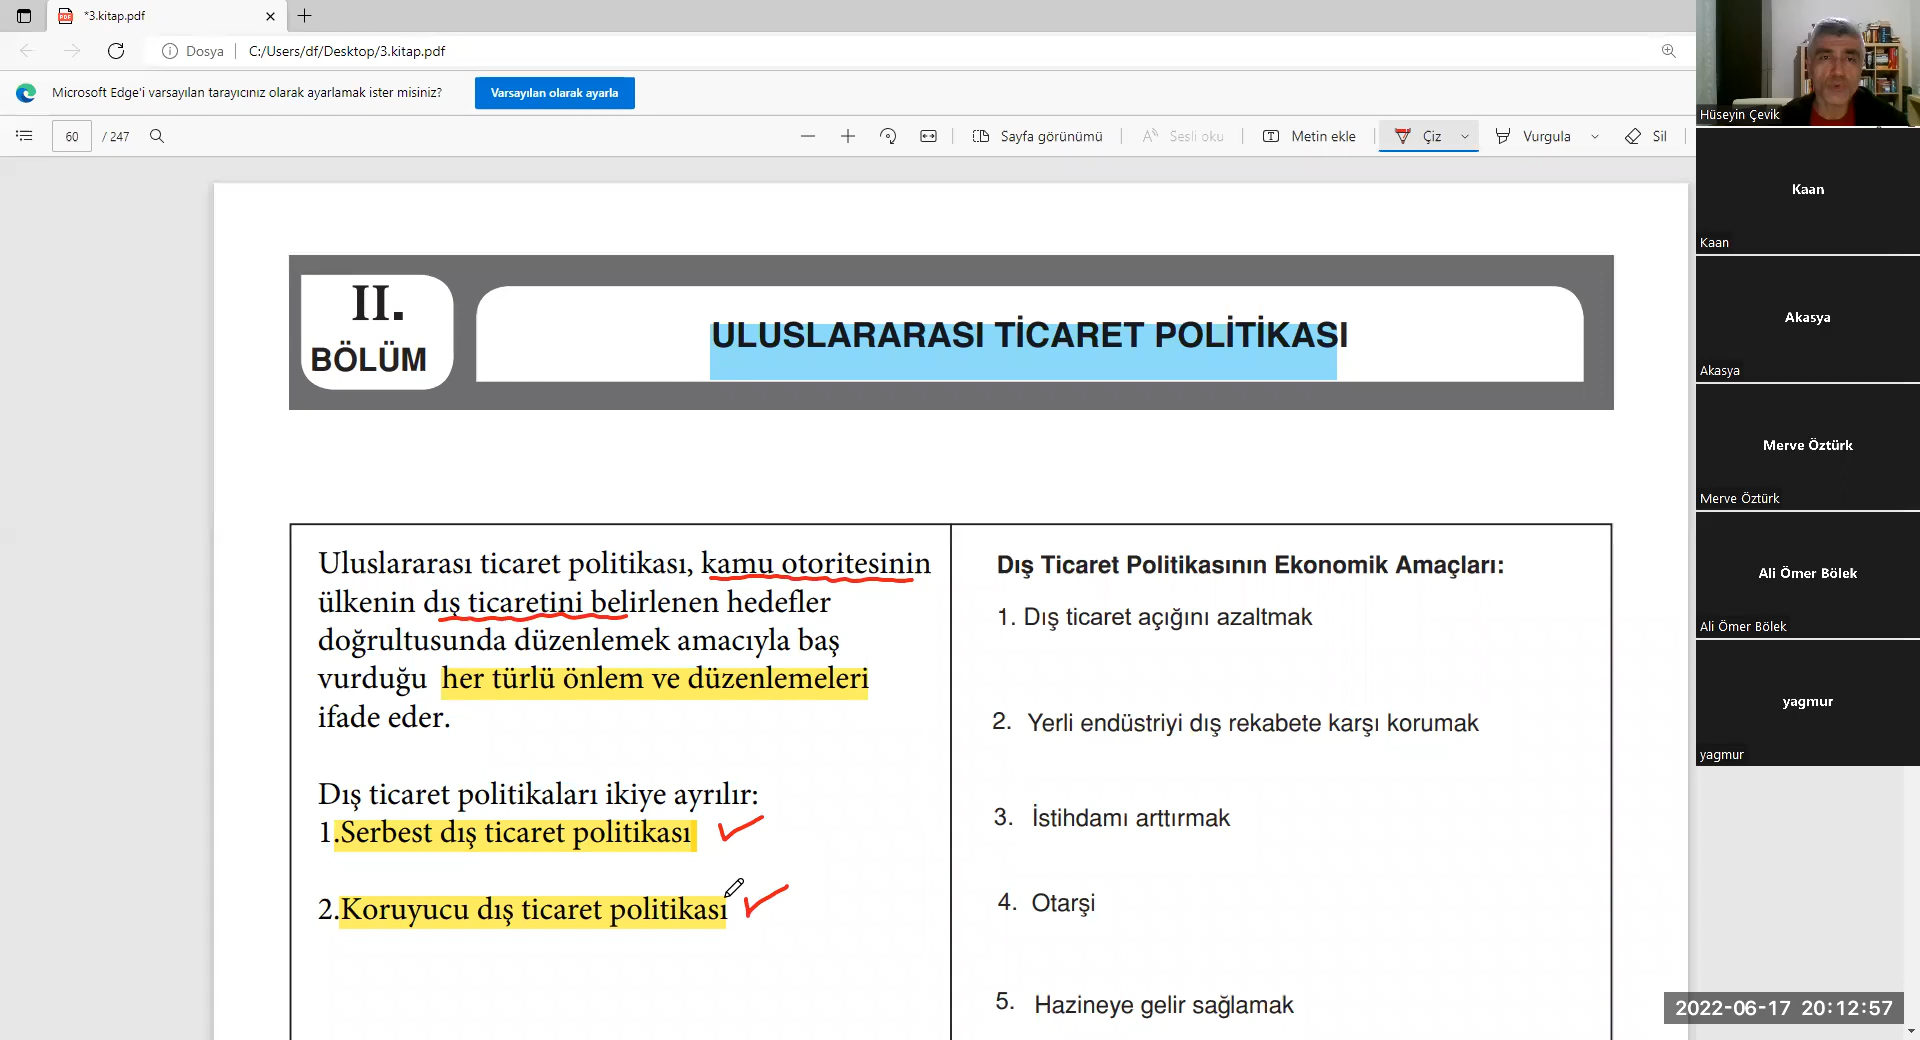 *3.kitap.pdf
Dosya
C:/Users/df/Desktop/3.kitap.pdf
Microsoft Edge'i varsayılan tarayıcınız olarak ayarlamak ister misiniz?
Varsayılan olarak ayarla
60 / 247
Sayfa görünümü
Sesli oku
Metin ekle
Çiz
Vurgula
Sil
II.
BÖLÜM
ULUSLARARASI TİCARET POLİTİKASI
Uluslararası ticaret politikası, kamu otoritesinin
ülkenin dış ticaretini belirlenen hedefler
doğrultusunda düzenlemek amacıyla baş
vurduğu her türlü önlem ve düzenlemeleri
ifade eder.
Dış ticaret politikaları ikiye ayrılır:
1.Serbest dış ticaret politikası
2.Koruyucu dış ticaret politikası
Dış Ticaret Politikasının Ekonomik Amaçları:
1. Dış ticaret açığını azaltmak
2. Yerli endüstriyi dış rekabete karşı korumak
3. İstihdamı arttırmak
4. Otarşi
5. Hazineye gelir sağlamak
Hüseyin Çevik
Kaan
Kaan
Akasya
Akasya
Merve Öztürk
Merve Öztürk
Ali Ömer Bölek
Ali Ömer Bölek
yagmur
yagmur
2022-06-17 20:12:57